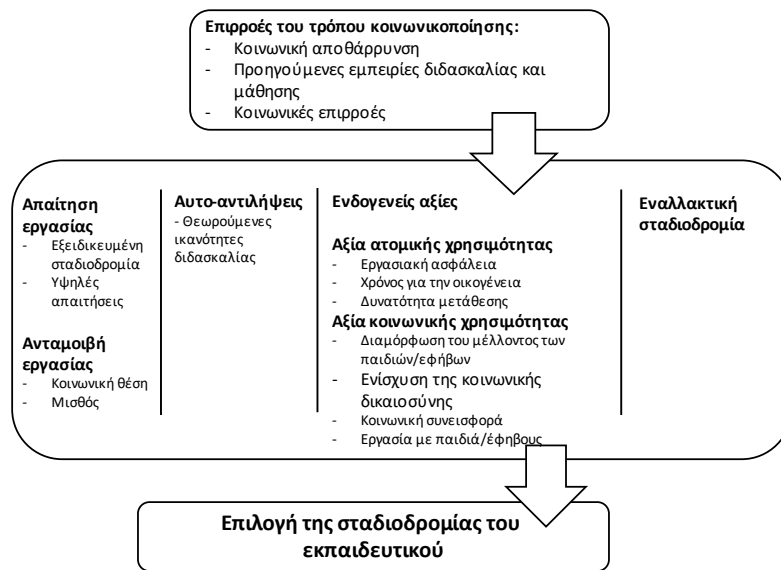 Επιρροές του τρόπου κοινωνικοποίησης:
- Κοινωνική αποθάρρυνση
- Προηγούμενες εμπειρίες διδασκαλίας και
μάθησης
- Κοινωνικές επιρροές
Απαίτηση
εργασίας
- Εξειδικευμένη
σταδιοδρομία
- Υψηλές
απαιτήσεις
Ανταμοιβή
εργασίας
- Κοινωνική θέση
- Μισθός
Αυτο-αντιλήψεις
- Θεωρούμενες
ικανότητες
διδασκαλίας
Ενδογενείς αξίες
Αξία ατομικής χρησιμότητας
- Εργασιακή ασφάλεια
- Χρόνος για την οικογένεια
- Δυνατότητα μετάθεσης
Αξία κοινωνικής χρησιμότητας
- Διαμόρφωση του μέλλοντος των
παιδιών/εφήβων
- Ενίσχυση της κοινωνικής
δικαιοσύνης
- Κοινωνική συνεισφορά
- Εργασία με παιδιά/έφηβους
Εναλλακτική
σταδιοδρομία
Επιλογή της σταδιοδρομίας του
εκπαιδευτικού